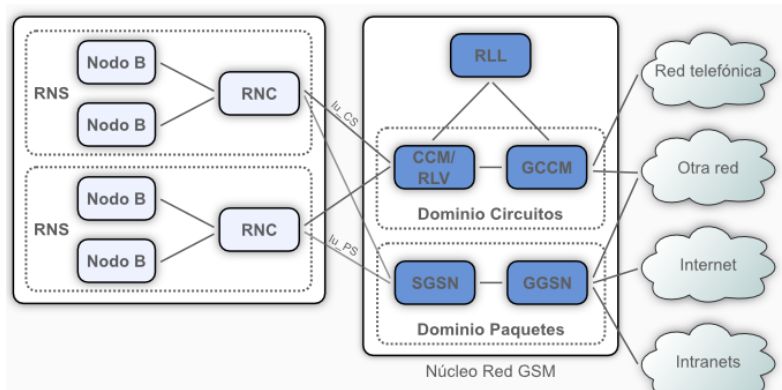 RNS
Nodo B
Nodo B
RNC
RNS
Nodo B
Nodo B
RNC
Iu_CS
Iu_PS
RLL
CCM/
RLV
GCCM
Dominio Circuitos
SGSN
GGSN
Dominio Paquetes
Núcleo Red GSM
Red telefónica
Otra red
Internet
Intranets